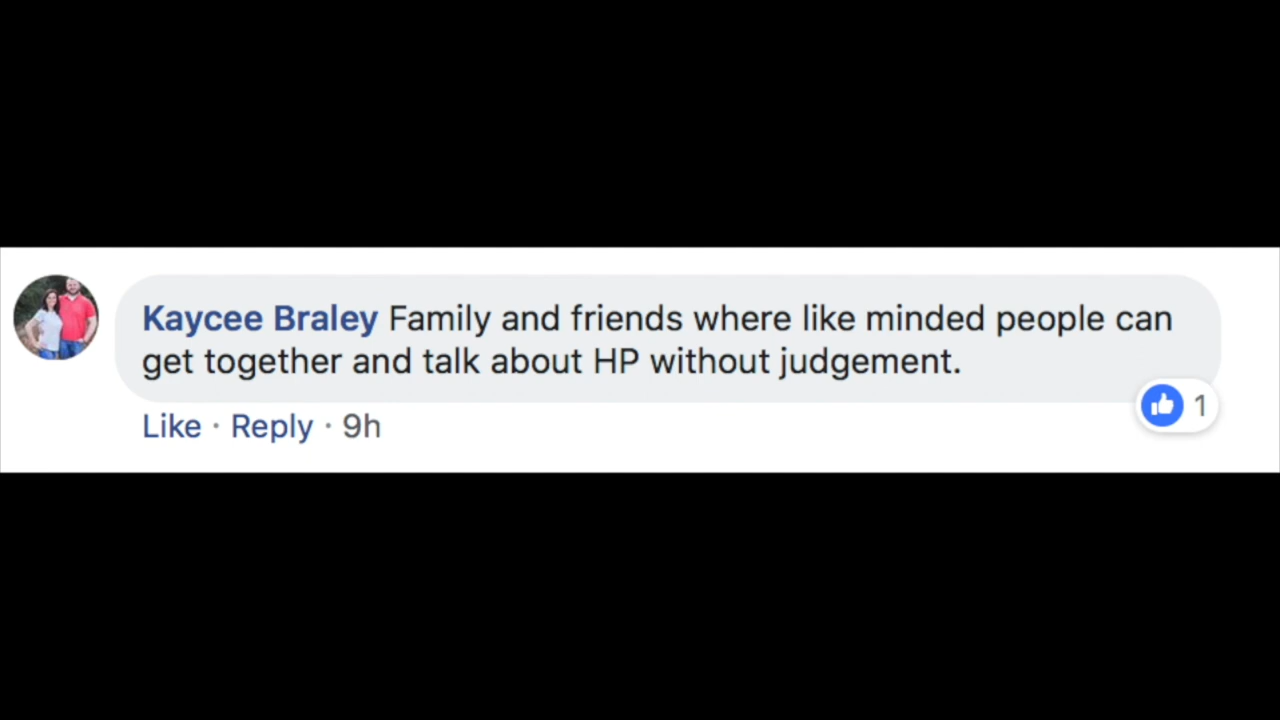 Kaycee Braley Family and friends where like minded people can
get together and talk about HP without judgement.
1
Like · Reply · 9h